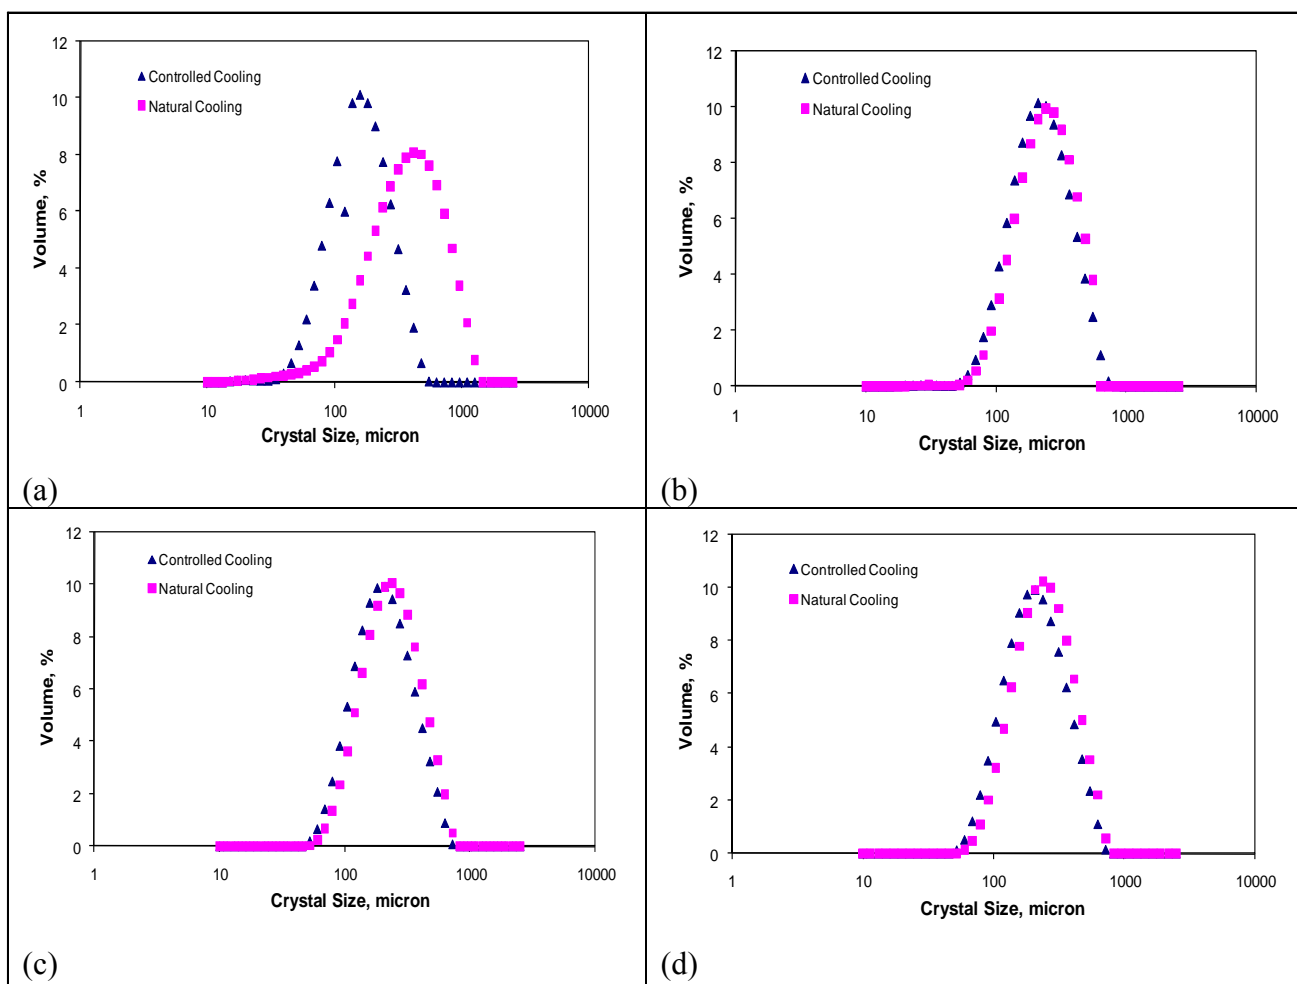 12
10
8
6
4
2
0
Volume, %
Controlled Cooling
Natural Cooling
1 10 100 1000 10000
Crystal Size, micron
(a)
12
10
8
6
4
2
0
Volume, %
Controlled Cooling
Natural Cooling
1 10 100 1000 10000
Crystal Size, micron
(b)
12
10
8
6
4
2
0
Volume, %
Controlled Cooling
Natural Cooling
1 10 100 1000 10000
Crystal Size, micron
(c)
12
10
8
6
4
2
0
Volume, %
Controlled Cooling
Natural Cooling
1 10 100 1000 10000
Crystal Size, micron
(d)